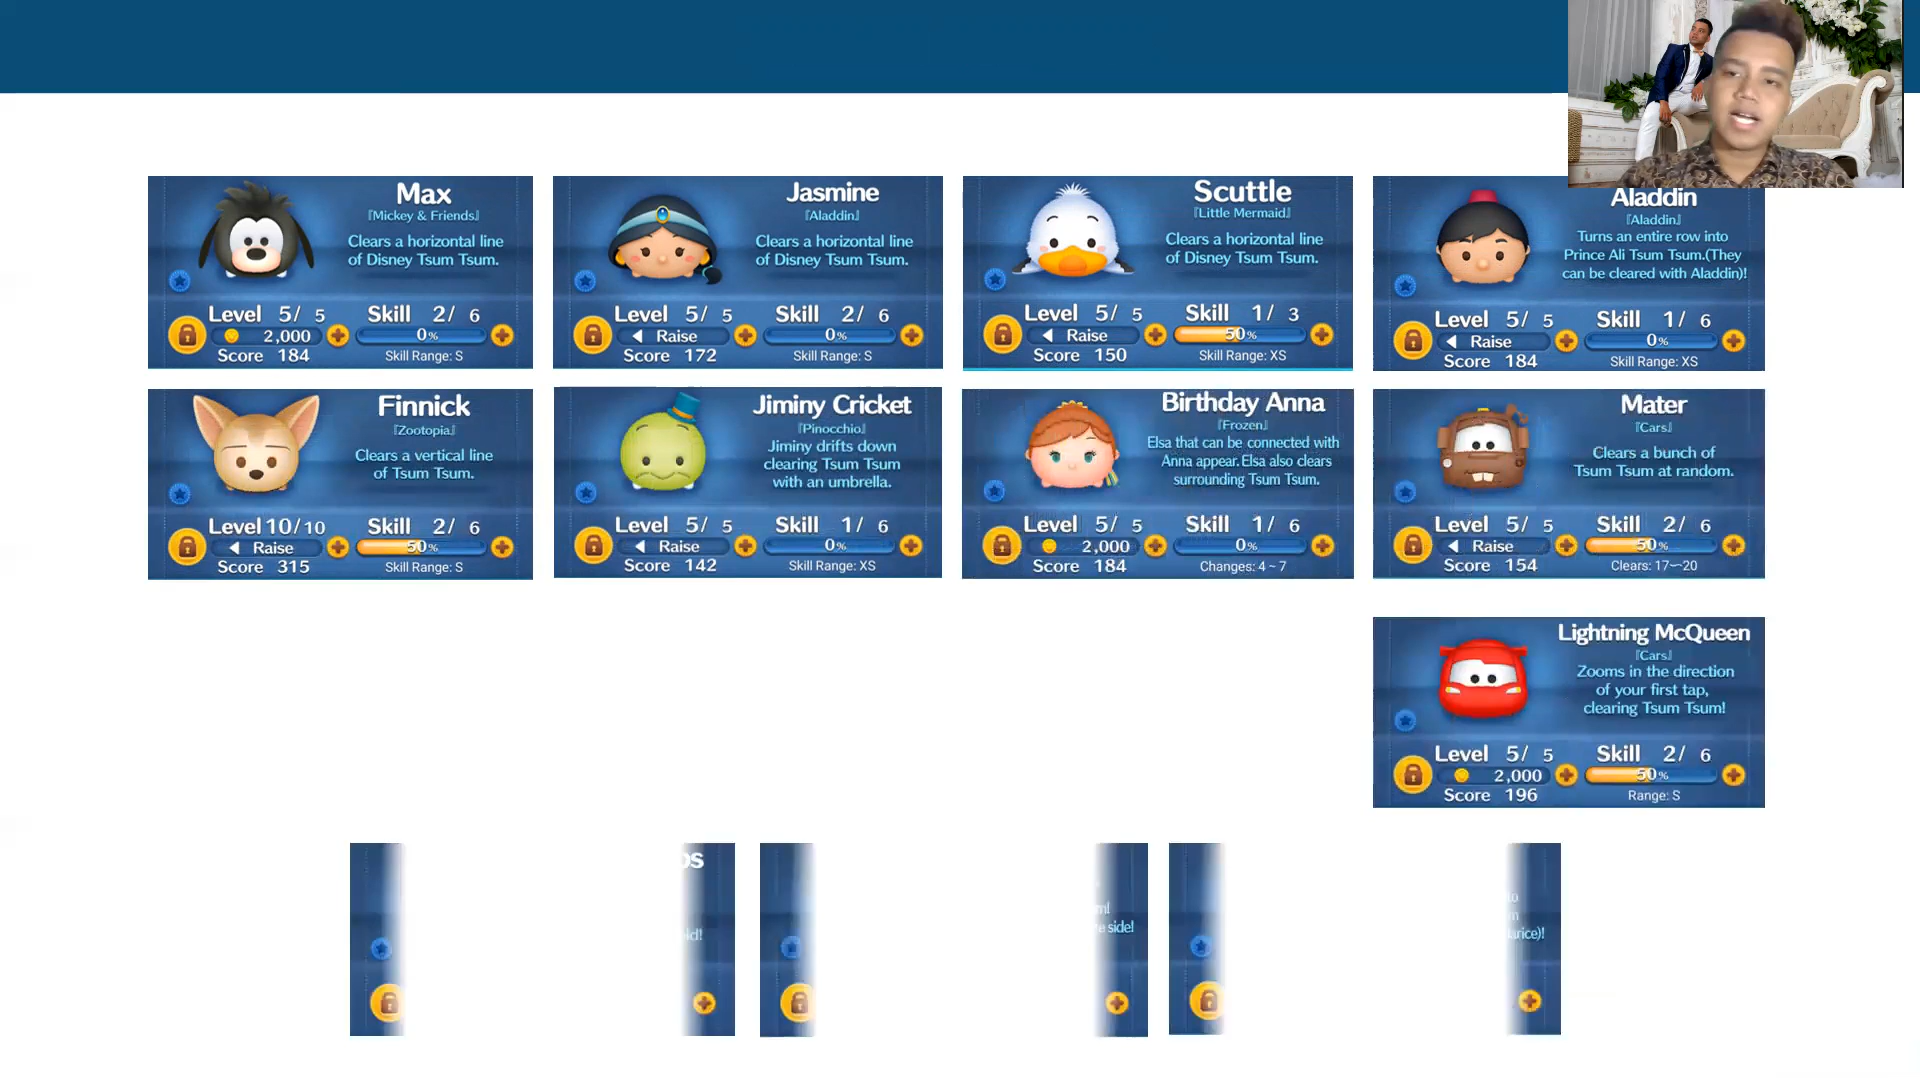 Max
『Mickey & Friends』
Clears a horizontal line
of Disney Tsum Tsum.
Level 5/ 5
Skill 2/ 6
2,000
0%
Score 184
Skill Range: S
Jasmine
『Aladdin』
Clears a horizontal line
of Disney Tsum Tsum.
Level 5/ 5
Skill 2/ 6
Raise
0%
Score 172
Skill Range: S
Scuttle
『Little Mermaid』
Clears a horizontal line
of Disney Tsum Tsum.
Level 5/ 5
Skill 1/ 3
Raise
50%
Score 150
Skill Range: XS
Aladdin
『Aladdin』
Turns an entire row into
Prince Ali Tsum Tsum.(They
can be cleared with Aladdin)!
Level 5/ 5
Skill 1/ 6
Raise
0%
Score 184
Skill Range: XS
Finnick
『Zootopia』
Clears a vertical line
of Tsum Tsum.
Level 10/10
Skill 2/ 6
Raise
50%
Score 315
Skill Range: S
Jiminy Cricket
『Pinocchio』
Jiminy drifts down
clearing Tsum Tsum
with an umbrella.
Level 5/ 5
Skill 1/ 6
Raise
0%
Score 142
Skill Range: XS
Birthday Anna
『Frozen』
Elsa that can be connected with
Anna appear.Elsa also clears
surrounding Tsum Tsum.
Level 5/ 5
Skill 1/ 6
2,000
0%
Score 184
Changes: 4～7
Mater
『Cars』
Clears a bunch of
Tsum Tsum at random.
Level 5/ 5
Skill 2/ 6
Raise
50%
Score 154
Clears: 17～20
Lightning McQueen
『Cars』
Zooms in the direction
of your first tap,
clearing Tsum Tsum!
Level 5/ 5
Skill 2/ 6
2,000
50%
Score 196
Range: S
side!